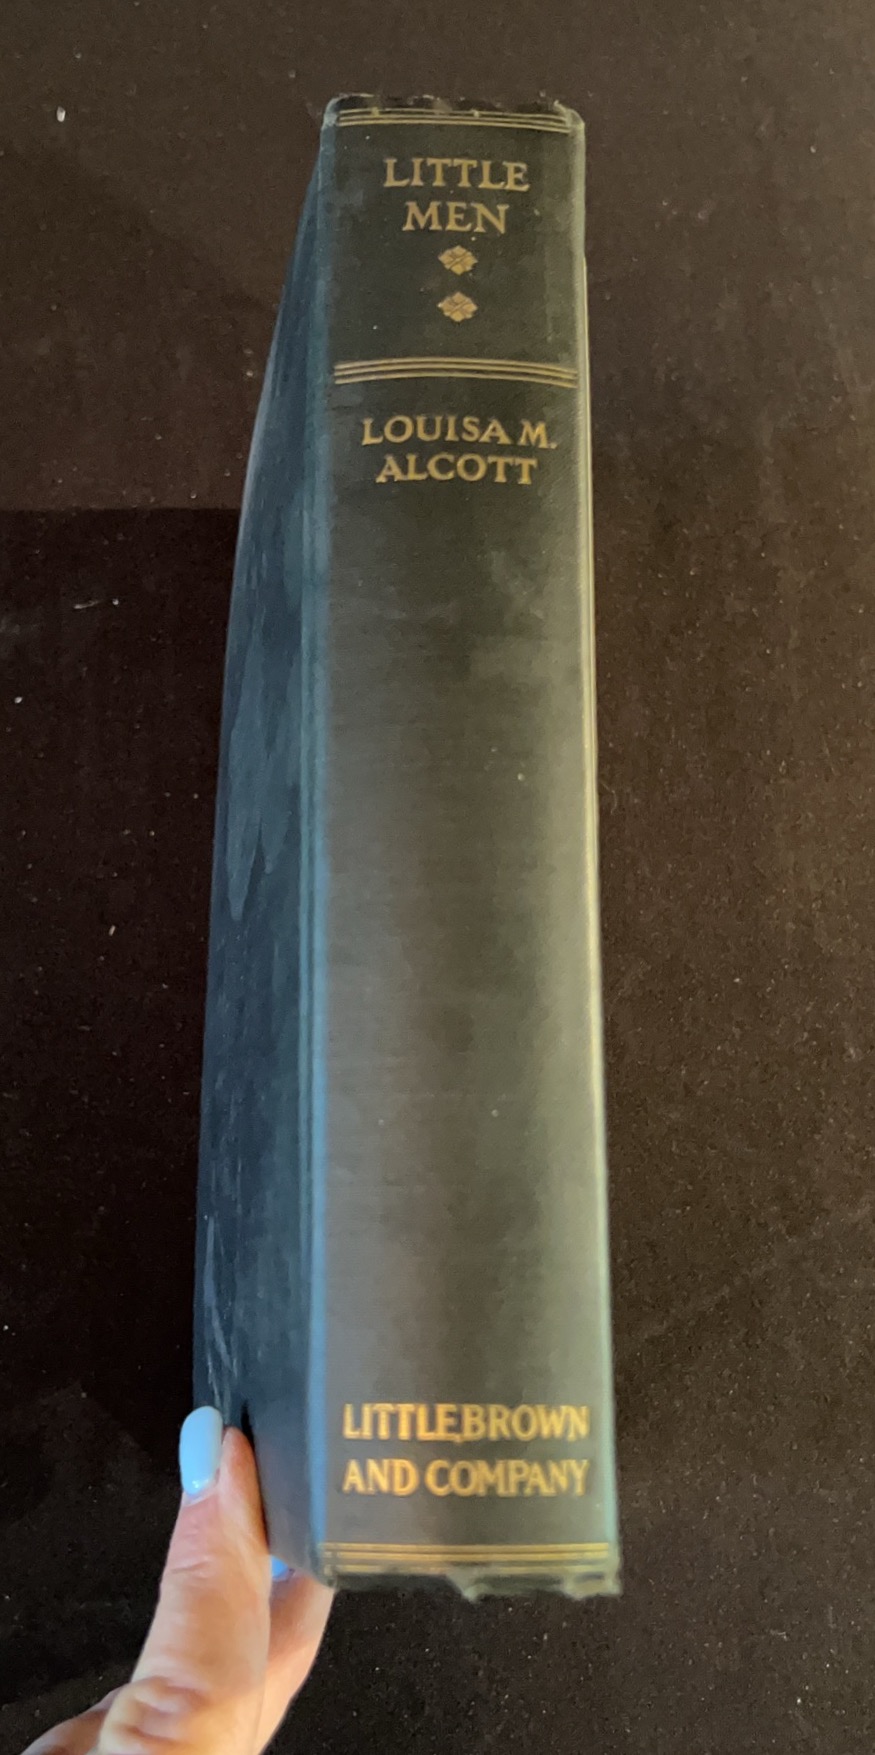 LITTLE
MEN
LOUISA M.
ALCOTT
LITTLE, BROWN
AND COMPANY